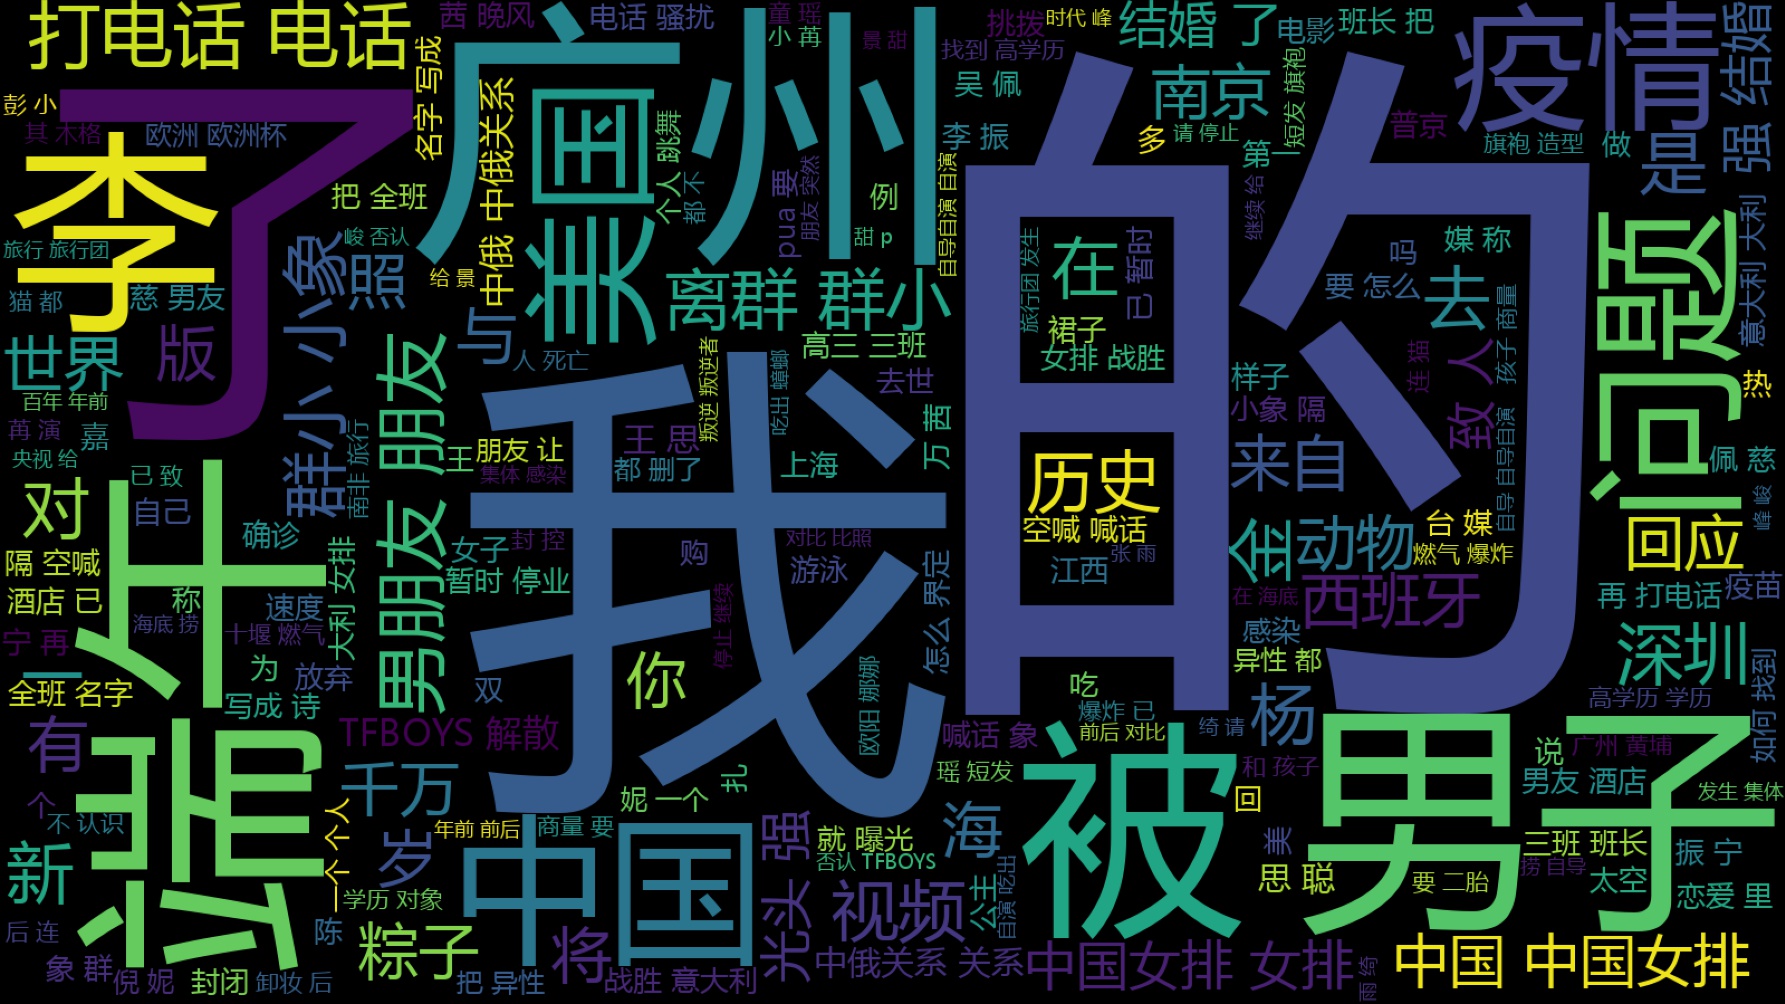 打电话 电话
茜 晚风
电话 骚扰
童 瑶
小 苒
景 甜
挑拨
时代 峰
找到 高学历
结婚 了
电影
班长 把
疫情
强 结婚
彭 小
其 木格
欧洲 欧洲杯
名字 写成
中俄 中俄关系
了
广州
美国
个人 跳舞
都 不
pua 要
朋友 突然
例
甜 p
吴 佩
李 振
自导自演 自演
南京
多
请 停止
第一
短发 旗袍
普京
旗袍 造型
做
是
李
把 全班
旅行 旅行团
峻 否认
给 景
猫 都
慈 男友
小象
照
离群 群小
的
旅行团 发生
在
已 暂时
裙子
女排 战胜
继续 给
吗
要 怎么
媒 称
去
孩子 商量
问题
意大利 大利
世界
版
百年 年前
苒 演
嘉
央视 给
与
人 死亡
男朋友 朋友
群小 小象
南非 旅行
高三 三班
叛逆 叛逆者
吃出 蟑螂
去世
万 茜
王
朋友 让
集体 感染
王 思
都 删了
上海
我
样子
小象 隔
连 猫
致
人
热
来自
历史
空喊 喊话
张 雨
江西
金
动物
台 媒
燃气 爆炸
自导 自导自演
回应
佩 慈
峰 峻
对
已 致
自己
确诊
隔 空喊
酒店 已
称
海底 捞
速度
十堰 燃气
大利 女排
女子
封 控
暂时 停业
购
对比 比照
游泳
怎么 界定
停止 继续
在 海底
西班牙
再 打电话
疫苗
感染
异性 都
深圳
宁 再
一
全班 名字
为
放弃
写成 诗
牛
双
你
欧阳 娜娜
吃
爆炸 已
前后 对比
绮 请
杨
高学历 学历
如何 找到
有
端
TFBOYS 解散
喊话 象
瑶 短发
被
和 孩子
回
男子
说
广州 黄埔
男友 酒店
发生 集体
个
不 认识
一个 个人
千万
妮 一个
扎
年前 前后
商量 要
岁
中国
光头 强
就 曝光
否认 TFBOYS
海
公主
自演 吃出
美
思 聪
要 二胎
三班 班长
捞 自导
振 宁
太空
恋爱 里
新
学历 对象
后 连
陈
粽子
视频
象 群
倪 妮
封闭
卸妆 后
把 异性
将
战胜 意大利
中俄关系 关系
中国女排 女排
雨 绮
中国 中国女排